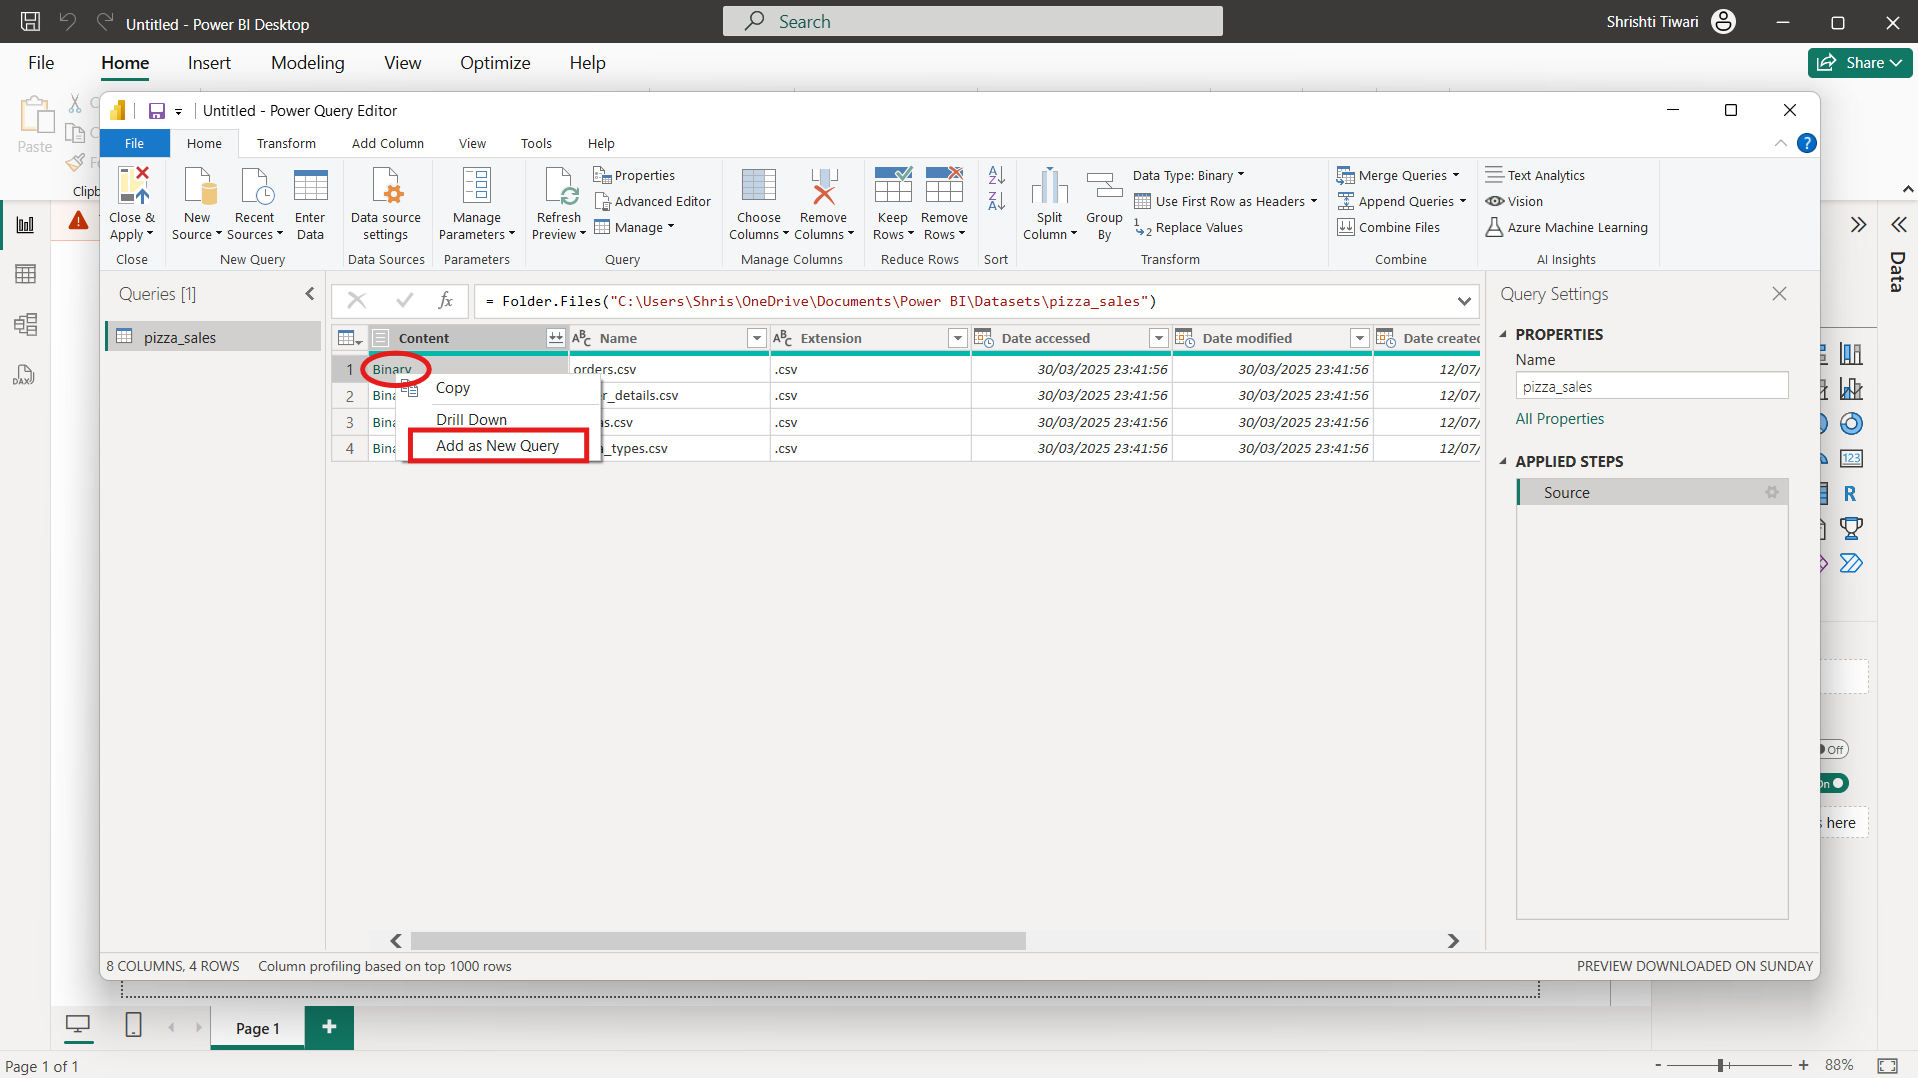 Untitled - Power BI Desktop
Search
Shrishti Tiwari
File Home Insert Modeling View Optimize Help
Share
Paste
Untitled - Power Query Editor
File Home Transform Add Column View Tools Help
?
Close & Apply
New Source
Recent Sources
Enter Data
Data source settings
Manage Parameters
Refresh Preview
Properties
Advanced Editor
Manage
Choose Columns
Remove Columns
Keep Rows
Remove Rows
Split Column
Group By
Data Type: Binary
Use First Row as Headers
Replace Values
Merge Queries
Append Queries
Combine Files
Text Analytics
Vision
Azure Machine Learning
Close New Query Data Sources Parameters Query Manage Columns Reduce Rows Sort Transform Combine AI Insights
Queries [1]
pizza_sales
fx
= Folder.Files("C:\Users\Shris\OneDrive\Documents\Power BI\Datasets\pizza_sales")
Content Name Extension Date accessed Date modified Date created
1 Binary orders.csv .csv 30/03/2025 23:41:56 30/03/2025 23:41:56 12/07/
2 Bina r_details.csv .csv 30/03/2025 23:41:56 30/03/2025 23:41:56 12/07/
3 Bina as.csv .csv 30/03/2025 23:41:56 30/03/2025 23:41:56 12/07/
4 Bina _types.csv .csv 30/03/2025 23:41:56 30/03/2025 23:41:56 12/07/
Copy
Drill Down
Add as New Query
Query Settings
PROPERTIES
Name
pizza_sales
All Properties
APPLIED STEPS
Source
Data
123
R
Off
On
s here
8 COLUMNS, 4 ROWS Column profiling based on top 1000 rows
PREVIEW DOWNLOADED ON SUNDAY
Page 1
+
Page 1 of 1
- + 88%